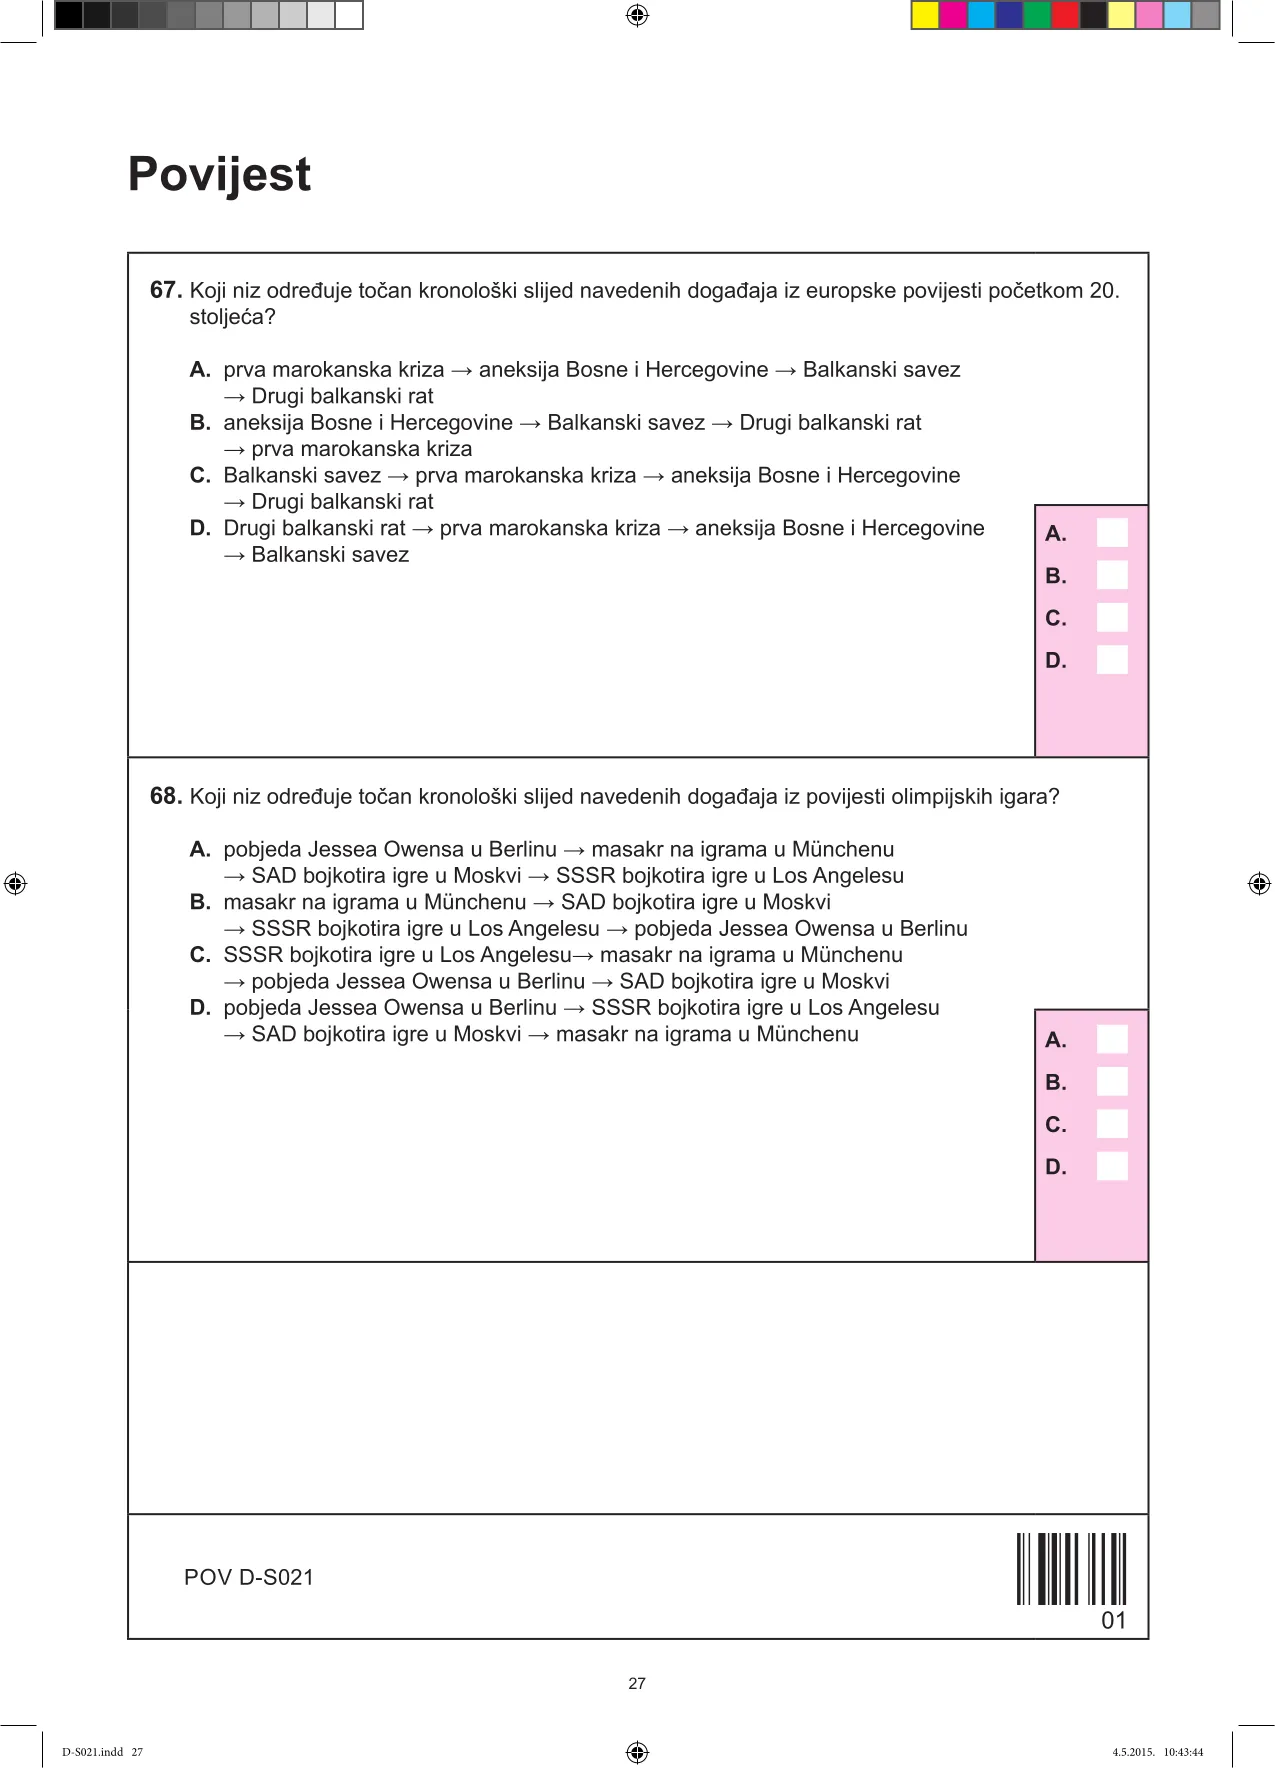 Povijest
67. Koji niz određuje točan kronološki slijed navedenih događaja iz europske povijesti početkom 20.
stoljeća?
A. prva marokanska kriza → aneksija Bosne i Hercegovine → Balkanski savez
→ Drugi balkanski rat
B. aneksija Bosne i Hercegovine → Balkanski savez → Drugi balkanski rat
→ prva marokanska kriza
C. Balkanski savez → prva marokanska kriza → aneksija Bosne i Hercegovine
→ Drugi balkanski rat
D. Drugi balkanski rat → prva marokanska kriza → aneksija Bosne i Hercegovine
→ Balkanski savez
A.
B.
C.
D.
68. Koji niz određuje točan kronološki slijed navedenih događaja iz povijesti olimpijskih igara?
A. pobjeda Jessea Owensa u Berlinu → masakr na igrama u Münchenu
→ SAD bojkotira igre u Moskvi → SSSR bojkotira igre u Los Angelesu
B. masakr na igrama u Münchenu → SAD bojkotira igre u Moskvi
→ SSSR bojkotira igre u Los Angelesu → pobjeda Jessea Owensa u Berlinu
C. SSSR bojkotira igre u Los Angelesu→ masakr na igrama u Münchenu
→ pobjeda Jessea Owensa u Berlinu → SAD bojkotira igre u Moskvi
D. pobjeda Jessea Owensa u Berlinu → SSSR bojkotira igre u Los Angelesu
→ SAD bojkotira igre u Moskvi → masakr na igrama u Münchenu
A.
B.
C.
D.
POV D-S021
01
27
D-S021.indd 27
4.5.2015. 10:43:44